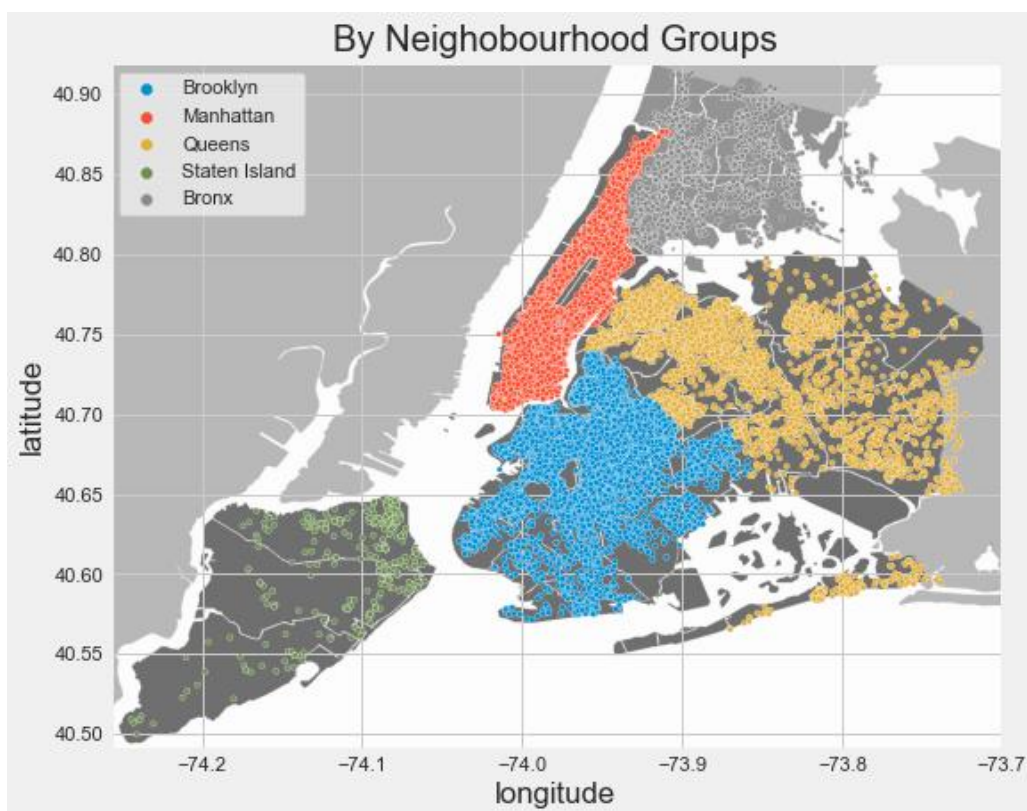 By Neighobourhood Groups
Brooklyn
Manhattan
Queens
Staten Island
Bronx
40.90
40.85
40.80
40.75
40.70
40.65
40.60
40.55
40.50
latitude
−74.2
−74.1
−74.0
−73.9
−73.8
−73.7
longitude